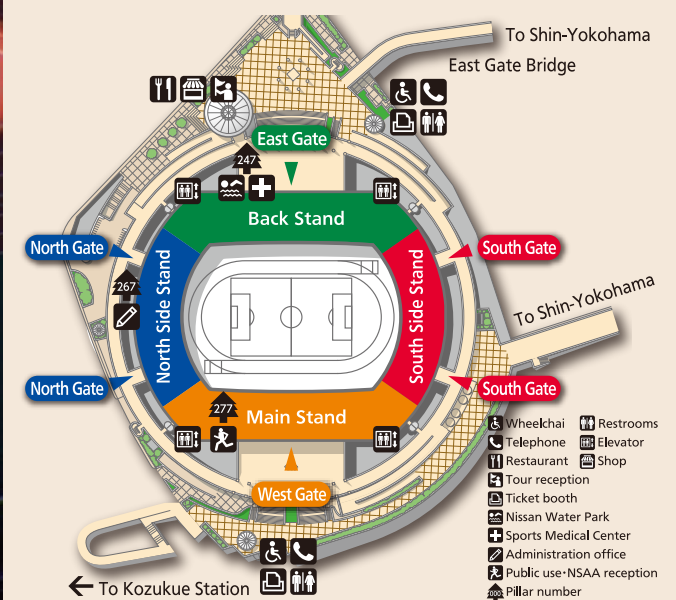 To Shin-Yokohama
East Gate Bridge
East Gate
247
Back Stand
North Gate
South Gate
267
North Side Stand
South Side Stand
To Shin-Yokohama
North Gate
South Gate
277
Main Stand
West Gate
Wheelchai
Restrooms
Telephone
Elevator
Restaurant
Shop
Tour reception
Ticket booth
Nissan Water Park
Sports Medical Center
Administration office
Public use·NSAA reception
000
Pillar number
To Kozukue Station